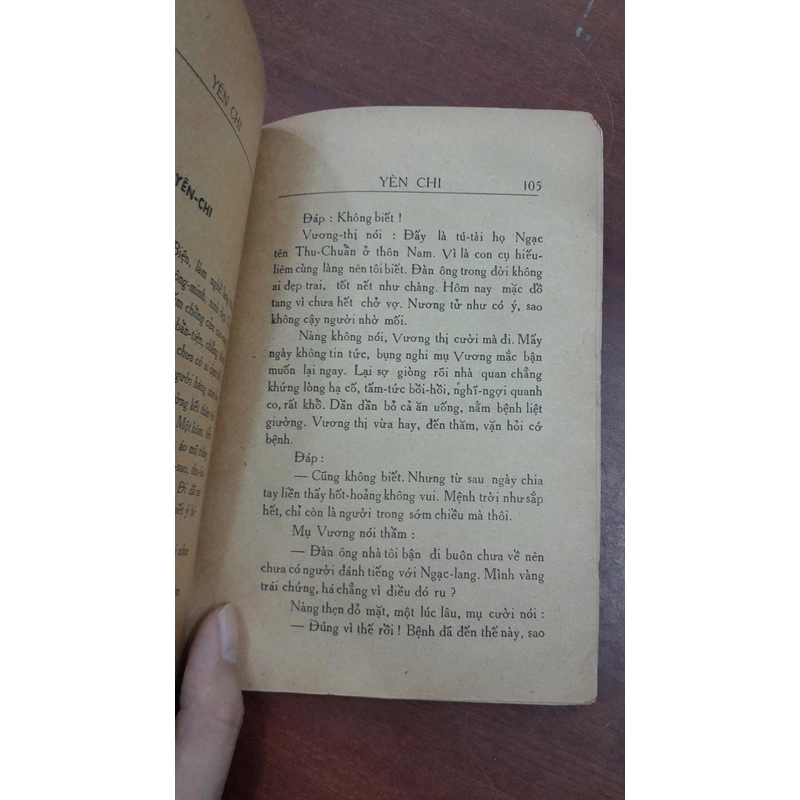 YÊN CHI
YÊN-CHI
YÊN CHI 105
Đáp : Không biết !
Vương-thị nói : Đấy là tú-tài họ Ngạc
tên Thu-Chuẩn ở thôn Nam. Vì là con cụ hiếu-
liêm cùng làng nên tôi biết. Đàn ông trong đời không
ai đẹp trai, tốt nết như chàng. Hôm nay mặc đồ
tang vì chưa hết chở vợ. Nương tử như có ý, sao
không cậy người nhờ mối.
Nàng không nói, Vương thị cười mà đi. Mấy
ngày không tin tức, bụng nghi mụ Vương mắc bận
muốn lại ngay. Lại sợ giòng rõi nhà quan chẳng
khứng lòng hạ cố, tấm-tức bồi-hồi, nghĩ-ngợi quanh
co, rất khổ. Dần dần bỏ cả ăn uống, nằm bệnh liệt
giường. Vương thị vừa hay, đến thăm, vặn hỏi cớ
bệnh.
Đáp :
— Cũng không biết. Nhưng từ sau ngày chia
tay liền thấy hốt-hoảng không vui. Mệnh trời như sắp
hết, chỉ còn là người trong sớm chiều mà thôi.
Mụ Vương nói thầm :
— Đàn ông nhà tôi bận đi buôn chưa về nên
chưa có người đánh tiếng với Ngạc-lang. Mình vàng
trái chứng, há chẳng vì điều đó ru ?
Nàng thẹn đỏ mặt, một lúc lâu, mụ cười nói :
— Đúng vì thế rồi ! Bệnh đã đến thế này, sao